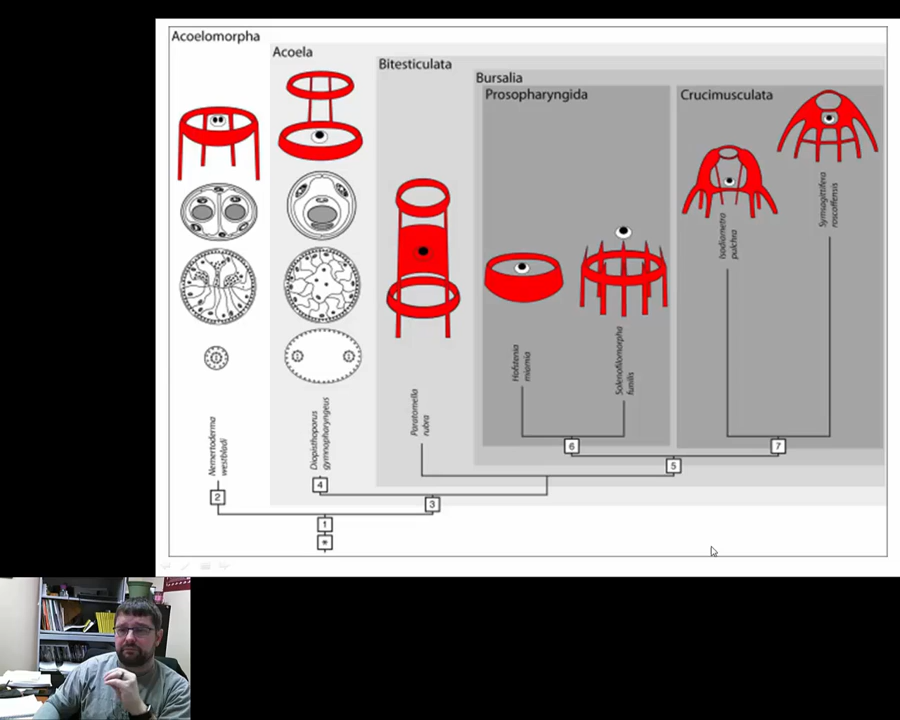 Acoelomorpha
Acoela
Bitesticulata
Bursalia
Prosopharyngida
Crucimusculata
Nemertoderma
westbladi
Diopisthoporus
gymnopharyngeus
Paratomella
rubra
Hofstenia
miamia
Solenofilomorpha
funilis
Isodiametra
pulchra
Symsagittifera
roscoffensis
6
7
5
4
2
3
1
*